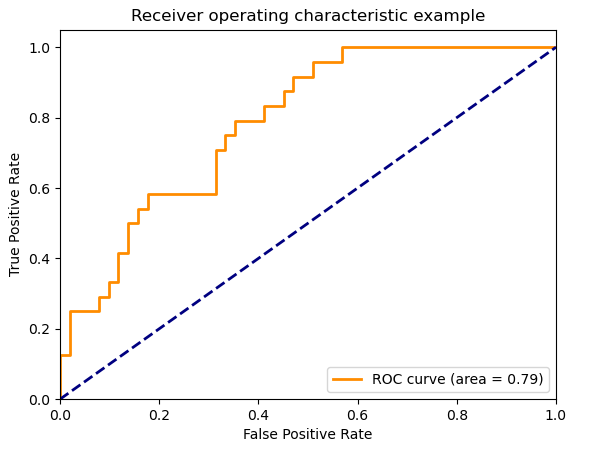 Receiver operating characteristic example
True Positive Rate
1.0
0.8
0.6
0.4
0.2
0.0
ROC curve (area = 0.79)
0.0 0.2 0.4 0.6 0.8 1.0
False Positive Rate